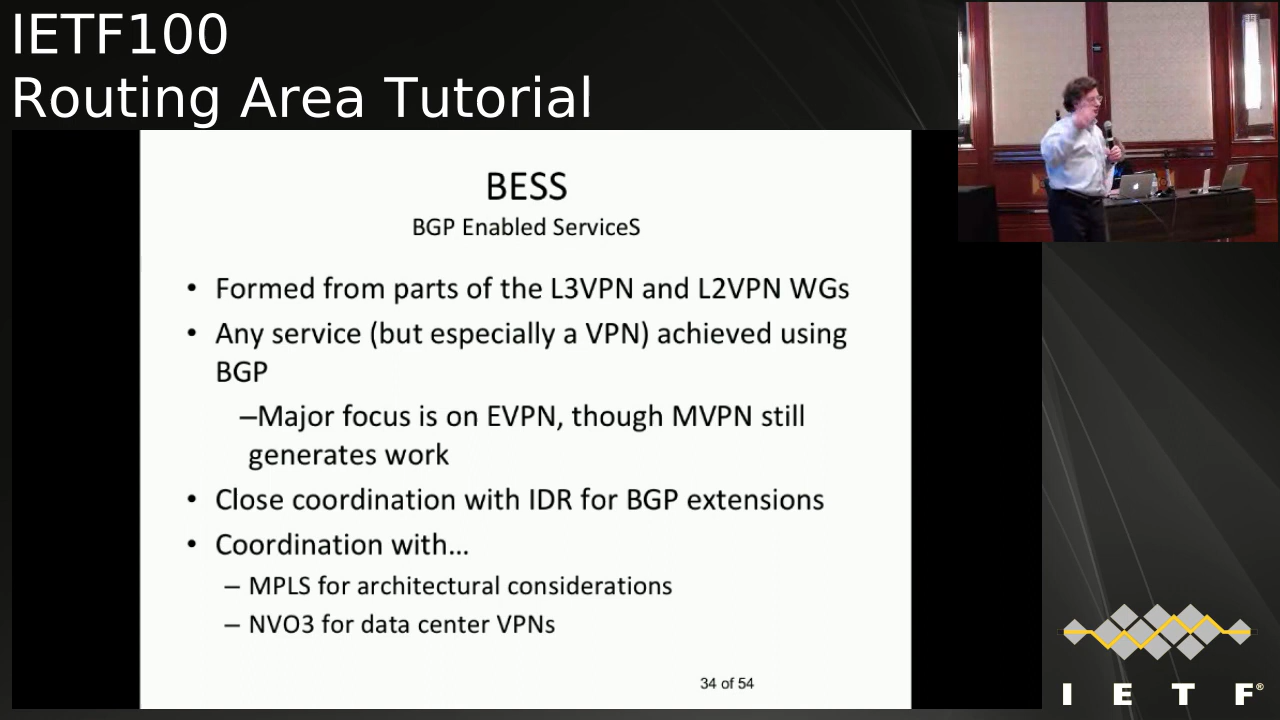 IETF100
Routing Area Tutorial
BESS
BGP Enabled ServiceS
• Formed from parts of the L3VPN and L2VPN WGs
• Any service (but especially a VPN) achieved using
BGP
–Major focus is on EVPN, though MVPN still
generates work
• Close coordination with IDR for BGP extensions
• Coordination with…
– MPLS for architectural considerations
– NVO3 for data center VPNs
34 of 54
I E T F®